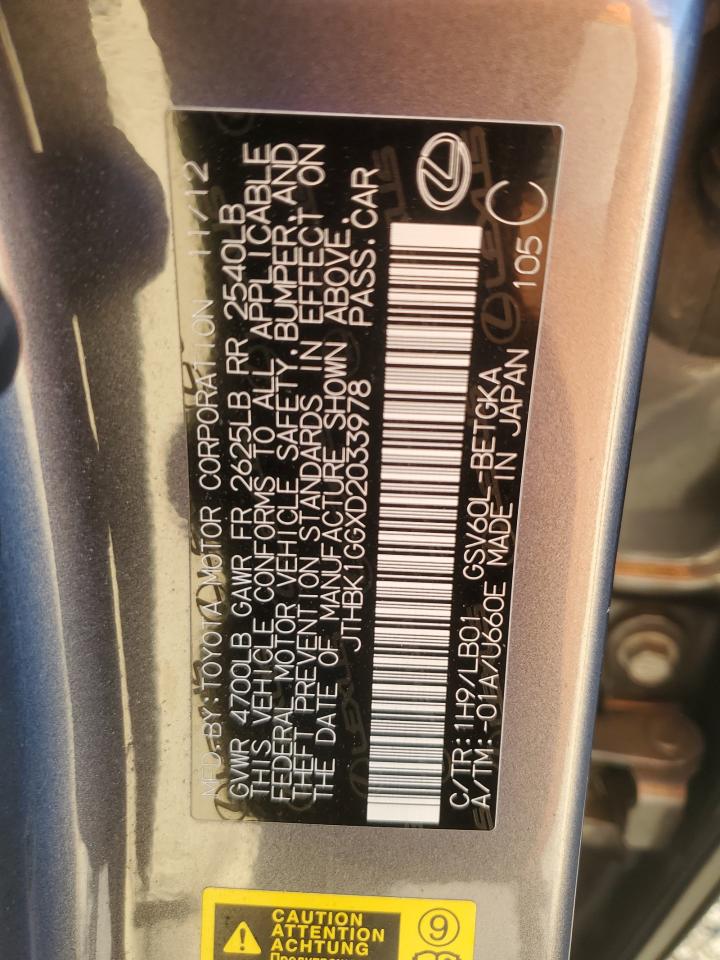 MFD.BY:TOYOTA MOTOR CORPORATION 11/12
GVWR 4700LB GAWR FR 2625LB RR 2540LB
THIS VEHICLE CONFORMS TO ALL APPLICABLE
FEDERAL MOTOR VEHICLE SAFETY,BUMPER,AND
THEFT PREVENTION STANDARDS IN EFFECT ON
THE DATE OF MANUFACTURE SHOWN ABOVE.
JTHBK1GGXD2033978 PASS.CAR
C/TR:1H9/LB01 GSV60L-BETGKA
A/TM:-01A/U660E MADE IN JAPAN
105 C
LEXUS
CAUTION
ATTENTION
ACHTUNG
9